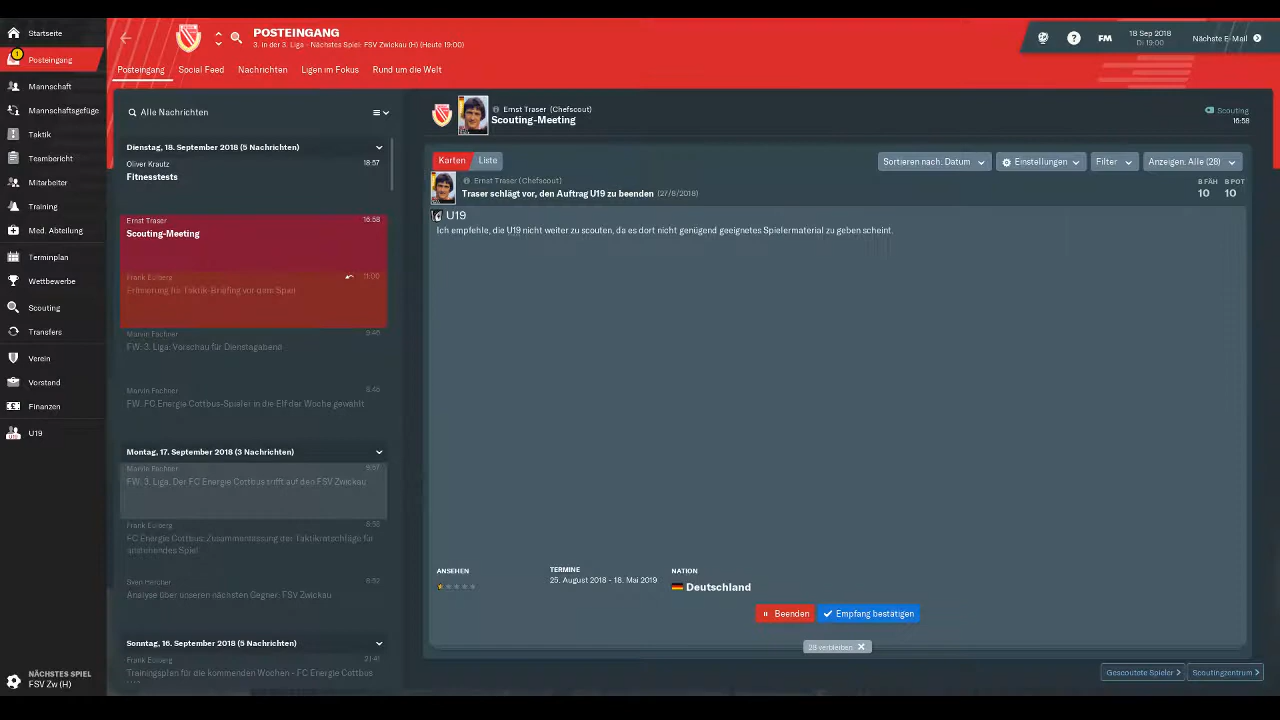 Startseite
1
Posteingang
Mannschaft
Mannschaftsgefüge
Taktik
Teambericht
Mitarbeiter
Training
Med. Abteilung
Terminplan
Wettbewerbe
Scouting
Transfers
Verein
Vorstand
Finanzen
U19
U19
NÄCHSTES SPIEL
FSV Zw (H)
POSTEINGANG
3. in der 3. Liga - Nächstes Spiel: FSV Zwickau (H) (Heute 19:00)
FM
18 Sep 2018
Di 19:00
Nächste E-Mail
Posteingang
Social Feed
Nachrichten
Ligen im Fokus
Rund um die Welt
Alle Nachrichten
Dienstag, 18. September 2018 (5 Nachrichten)
Oliver Krautz
18:57
Fitnesstests
Ernst Traser
16:58
Scouting-Meeting
Frank Eulberg
11:00
Erinnerung für Taktik-Briefing vor dem Spiel
Marvin Fechner
9:46
FW: 3. Liga: Vorschau für Dienstagabend
Marvin Fechner
8:46
FW: FC Energie Cottbus-Spieler in die Elf der Woche gewählt
Montag, 17. September 2018 (3 Nachrichten)
Marvin Fechner
FW: 3. Liga: Der FC Energie Cottbus trifft auf den FSV Zwickau
Frank Eulberg
FC Energie Cottbus: Zusammenfassung der Taktikratschläge für
anstehendes Spiel
Analyse über unseren nächsten Gegner: FSV Zwickau
Sonntag, 16. September 2018 (5 Nachrichten)
Frank Eulberg
21:41
Trainingsplan für die kommenden Wochen - FC Energie Cottbus
Ernst Traser (Chefscout)
Scouting-Meeting
Scouting
16:58
Karten
Liste
Sortieren nach: Datum
Einstellungen
Filter
Anzeigen: Alle (28)
Ernst Traser (Chefscout)
Traser schlägt vor, den Auftrag U19 zu beenden (27/8/2018)
B FÄH
B POT
10
10
U19
Ich empfehle, die U19 nicht weiter zu scouten, da es dort nicht genügend geeignetes Spielermaterial zu geben scheint.
ANSEHEN
TERMINE
25. August 2018 - 18. Mai 2019
NATION
Deutschland
Beenden
Empfang bestätigen
28 verbleiben
Gescoutete Spieler
Scoutingzentrum